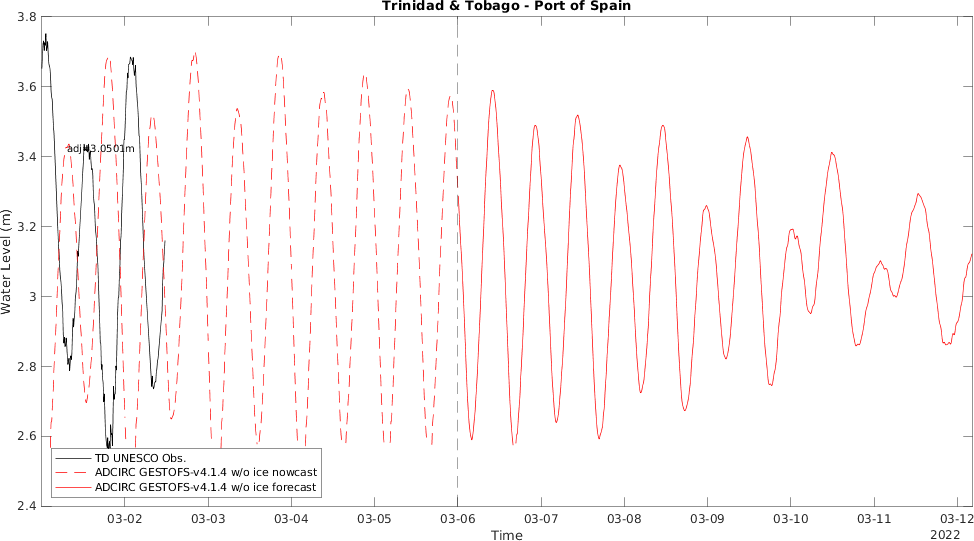 Trinidad & Tobago - Port of Spain
Water Level (m)
3.8
3.6
3.4
3.2
3
2.8
2.6
2.4
TD UNESCO Obs.
ADCIRC GESTOFS-v4.1.4 w/o ice nowcast
ADCIRC GESTOFS-v4.1.4 w/o ice forecast
03-02 03-03 03-04 03-05 03-06 03-07 03-08 03-09 03-10 03-11 03-12
Time
2022